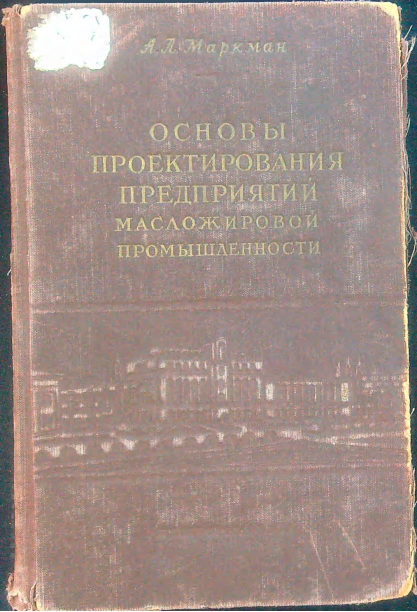 А. Л. Маркман
ОСНОВЫ
ПРОЕКТИРОВАНИЯ
ПРЕДПРИЯТИЙ
МАСЛОЖИРОВОЙ
ПРОМЫШЛЕННОСТИ